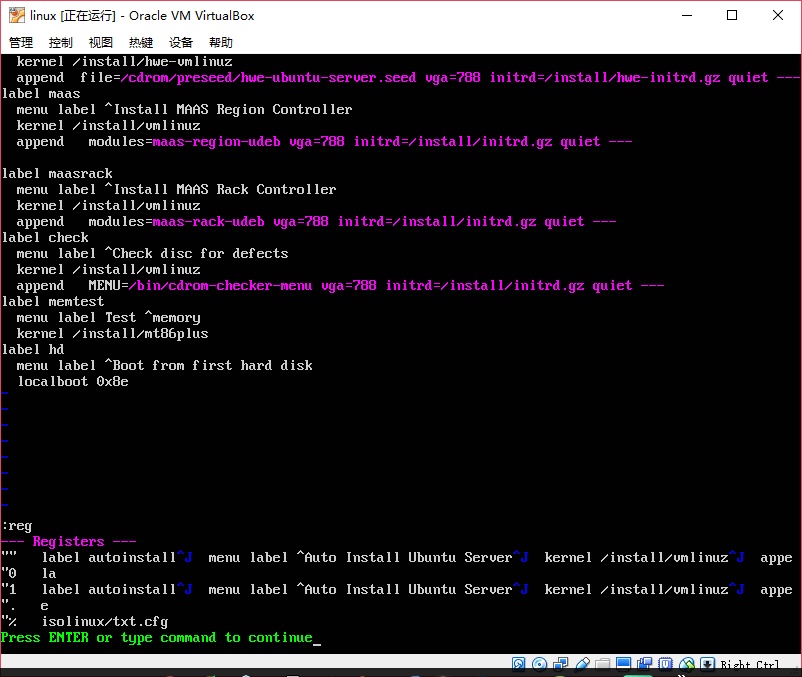 linux [正在运行] - Oracle VM VirtualBox
管理 控制 视图 热键 设备 帮助
kernel /install/hwe-vmlinuz
append  file=/cdrom/preseed/hwe-ubuntu-server.seed vga=788 initrd=/install/hwe-initrd.gz quiet ---
label maas
  menu label ^Install MAAS Region Controller
  kernel /install/vmlinuz
  append   modules=maas-region-udeb vga=788 initrd=/install/initrd.gz quiet ---
label maasrack
  menu label ^Install MAAS Rack Controller
  kernel /install/vmlinuz
  append   modules=maas-rack-udeb vga=788 initrd=/install/initrd.gz quiet ---
label check
  menu label ^Check disc for defects
  kernel /install/vmlinuz
  append   MENU=/bin/cdrom-checker-menu vga=788 initrd=/install/initrd.gz quiet ---
label memtest
  menu label Test ^memory
  kernel /install/mt86plus
label hd
  menu label ^Boot from first hard disk
  localboot 0x8e
~
~
~
~
~
~
~
~
:reg
--- Registers ---
""   label autoinstall^J  menu label ^Auto Install Ubuntu Server^J  kernel /install/vmlinuz^J  appe
"0   la
"1   label autoinstall^J  menu label ^Auto Install Ubuntu Server^J  kernel /install/vmlinuz^J  appe
".   e
"%   isolinux/txt.cfg
Press ENTER or type command to continue_
Right Ctrl